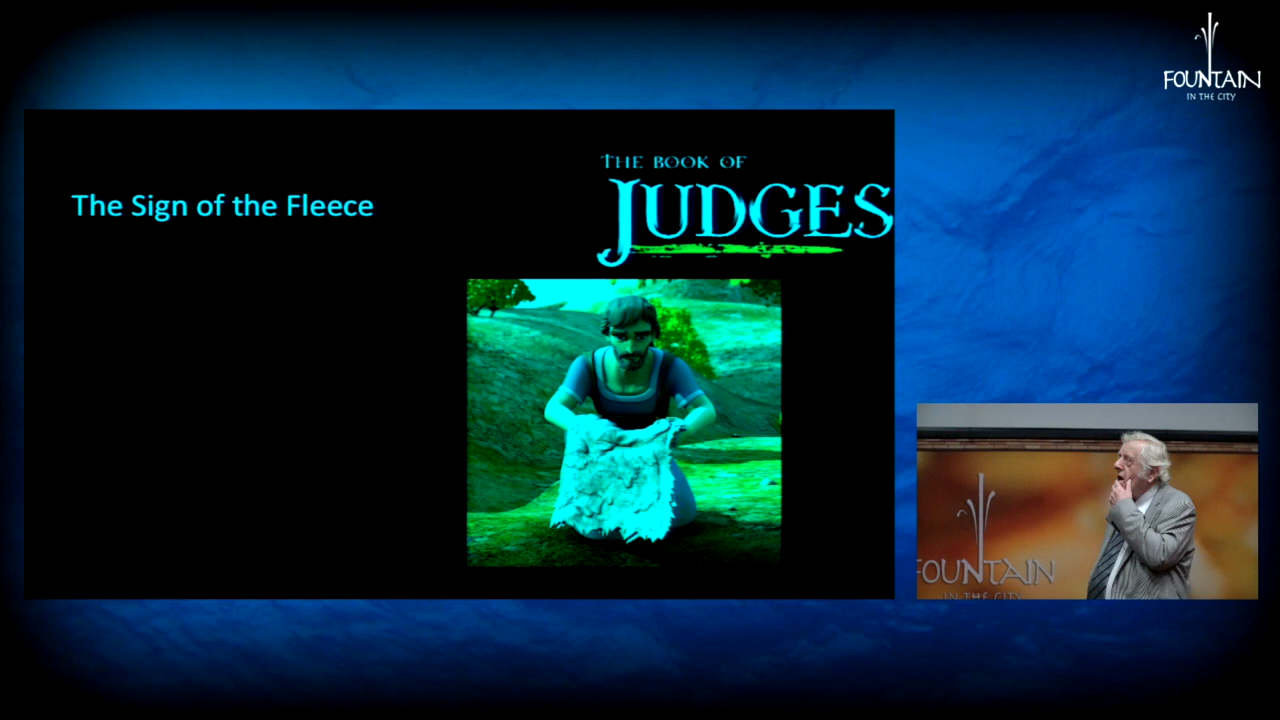 FOUNTAIN
IN THE CITY
THE BOOK OF
JUDGES
The Sign of the Fleece
FOUNTAIN
IN THE CITY